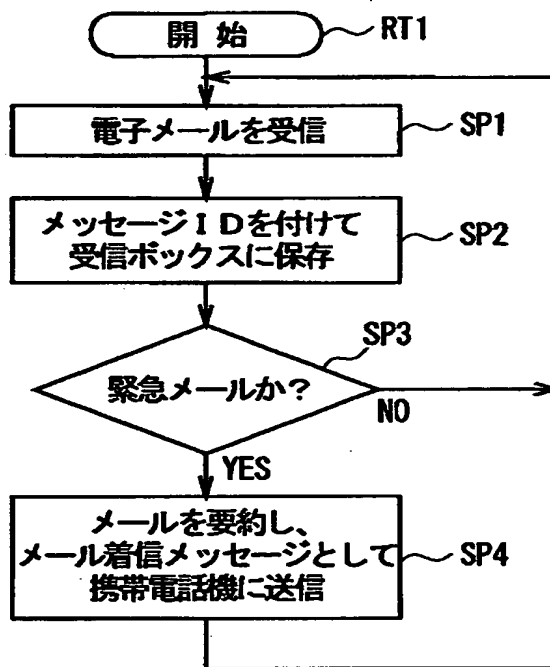 開始
RT1
電子メールを受信
SP1
メッセージIDを付けて
受信ボックスに保存
SP2
緊急メールか?
SP3
NO
YES
メールを要約し、
メール着信メッセージとして
携帯電話機に送信
SP4